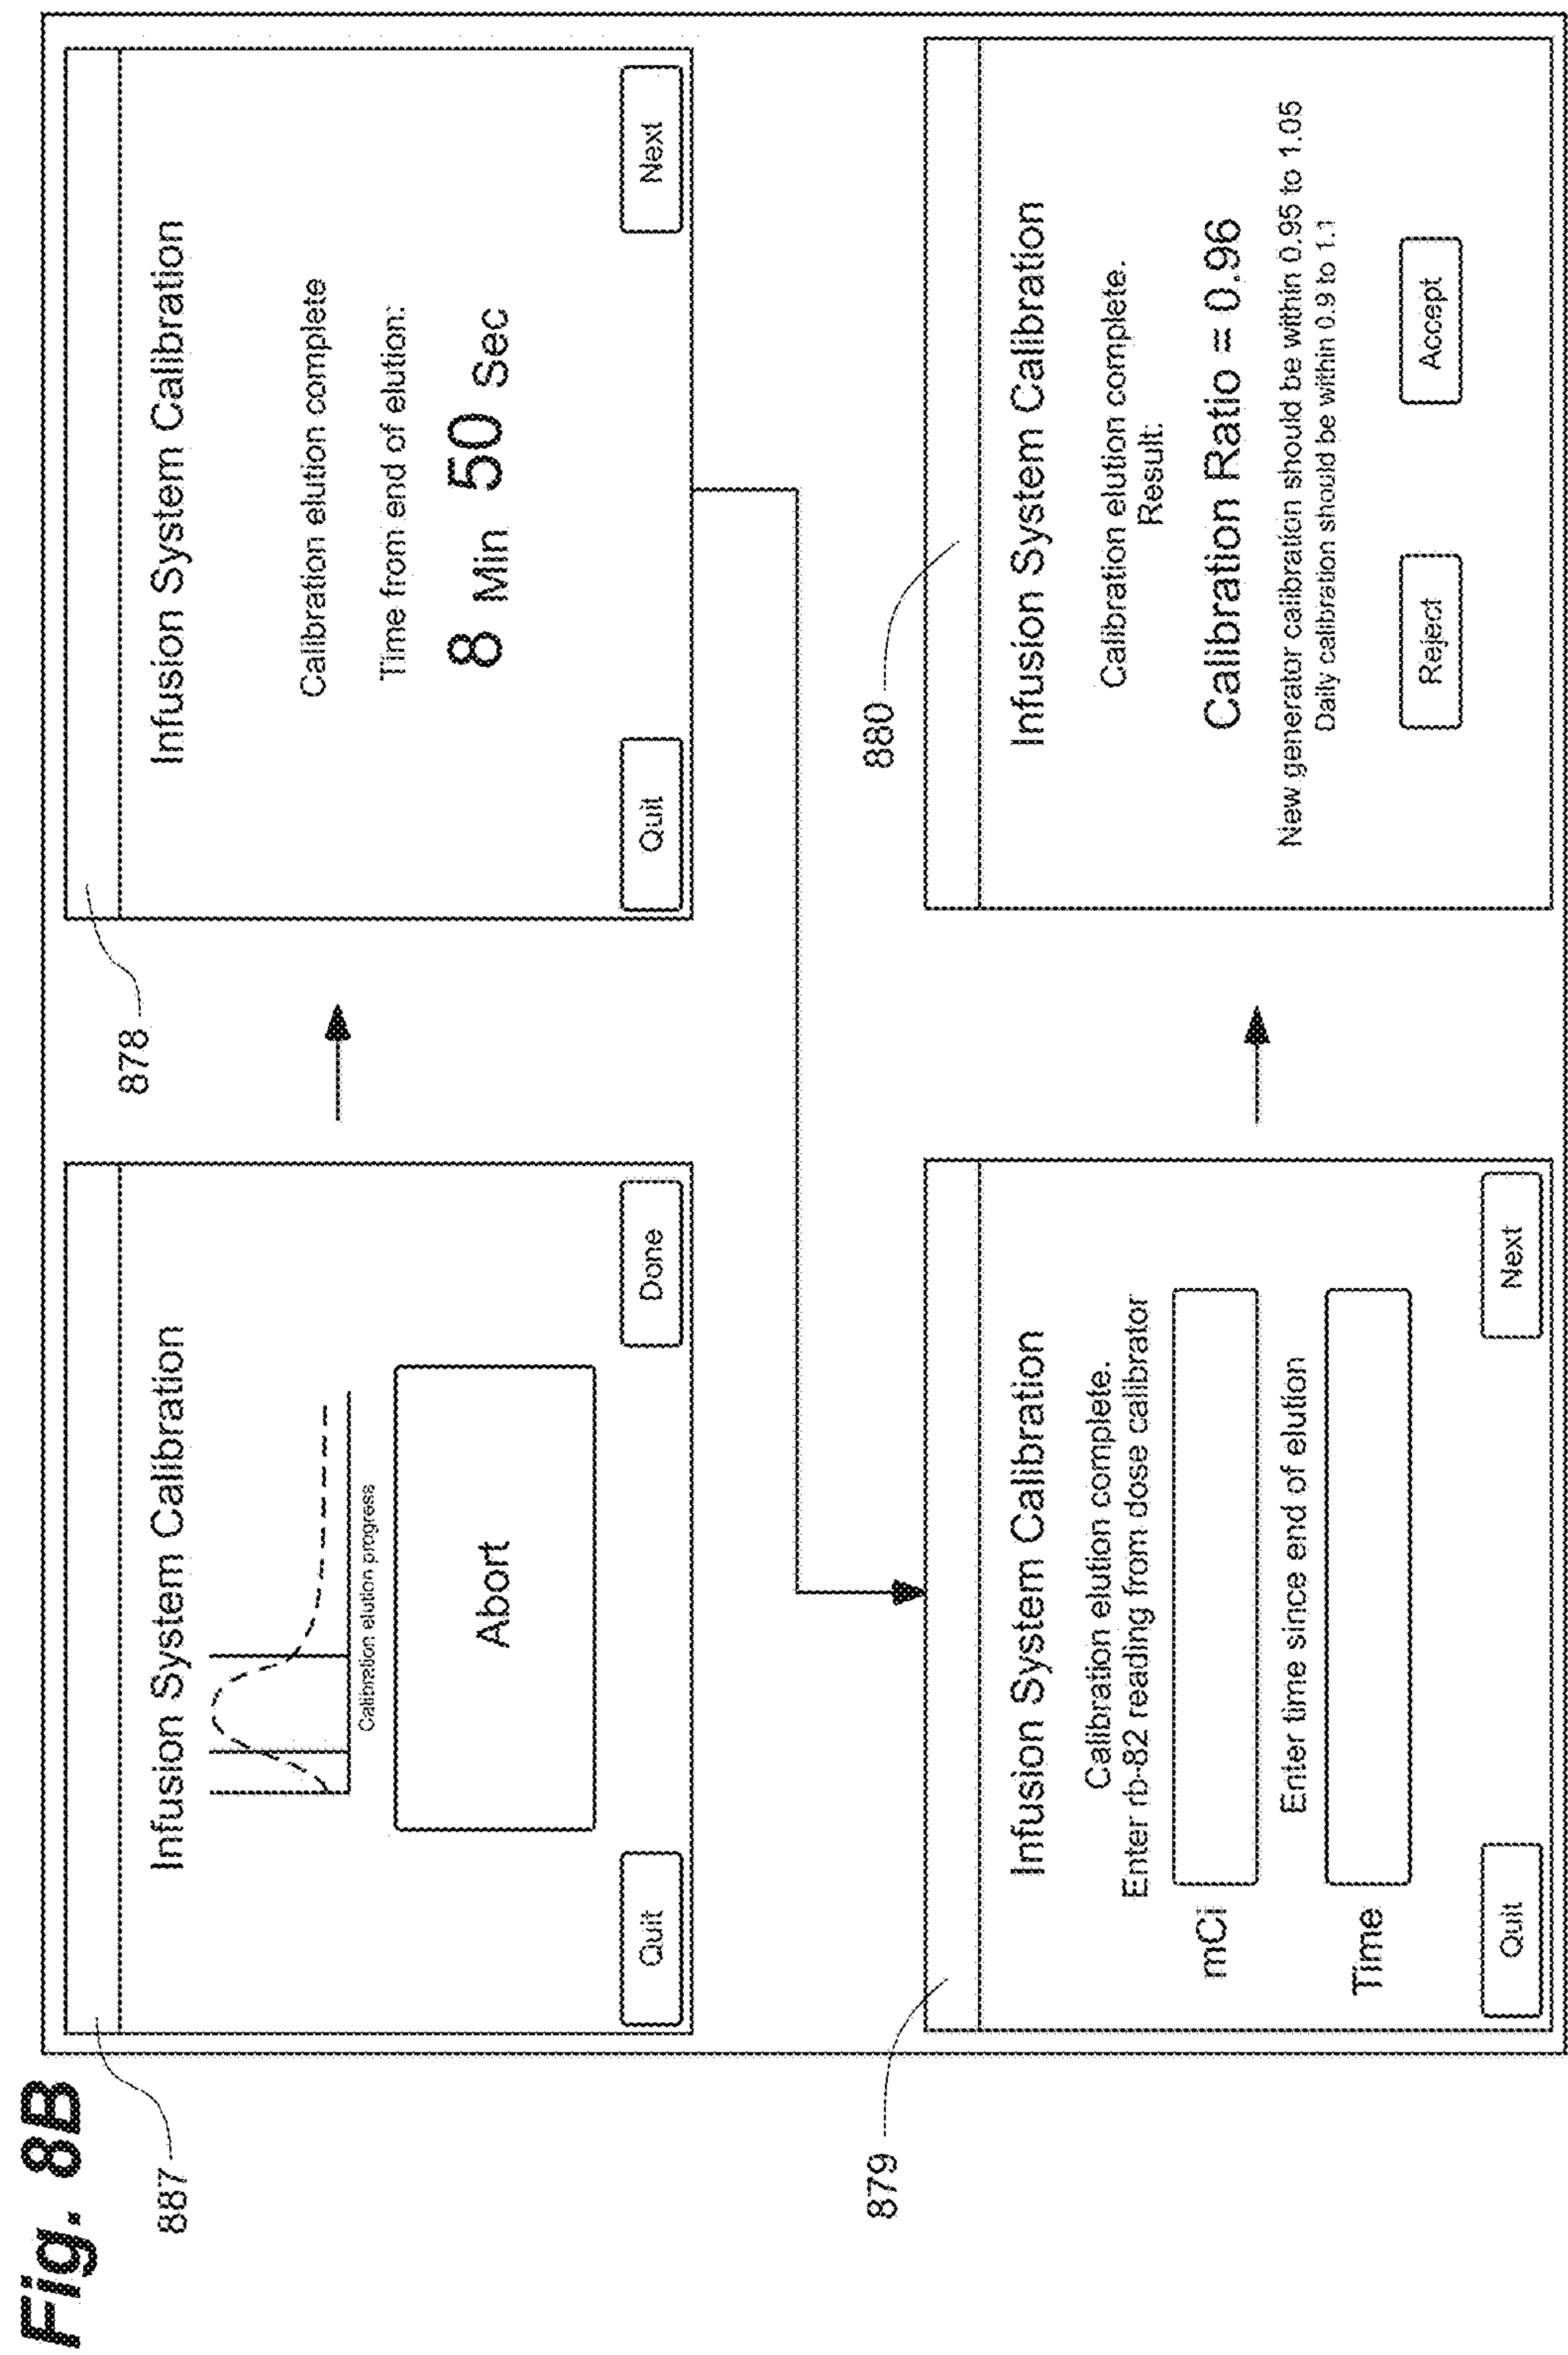 Fig. 8B
887
Infusion System Calibration
Calibration elution progress
Abort
Quit
Done
878
Infusion System Calibration
Calibration elution complete
Time from end of elution:
8 Min 50 Sec
Quit
Next
879
Infusion System Calibration
Calibration elution complete.
Enter rb-82 reading from dose calibrator
mCi
Enter time since end of elution
Time
Quit
Next
880
Infusion System Calibration
Calibration elution complete.
Result:
Calibration Ratio = 0.96
New generator calibration should be within 0.95 to 1.05
Daily calibration should be within 0.9 to 1.1
Reject
Accept